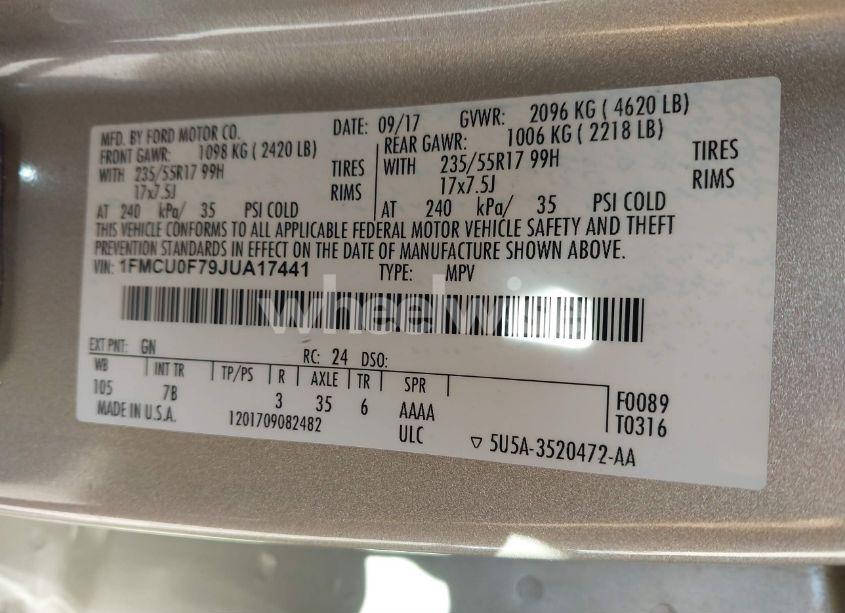 MFD. BY FORD MOTOR CO. DATE: 09/17 GVWR: 2096 KG ( 4620 LB)
FRONT GAWR: 1098 KG ( 2420 LB) REAR GAWR: 1006 KG ( 2218 LB)
WITH 235/55R17 99H TIRES WITH 235/55R17 99H TIRES
17x7.5J RIMS 17x7.5J RIMS
AT 240 kPa/ 35 PSI COLD AT 240 kPa/ 35 PSI COLD
THIS VEHICLE CONFORMS TO ALL APPLICABLE FEDERAL MOTOR VEHICLE SAFETY AND THEFT
PREVENTION STANDARDS IN EFFECT ON THE DATE OF MANUFACTURE SHOWN ABOVE.
VIN: 1FMCU0F79JUA17441 TYPE: MPV
wheelwise
EXT PNT: GN RC: 24 DSO:
WB INT TR TP/PS R AXLE TR SPR
105 7B 3 35 6 AAAA F0089
MADE IN U.S.A. 1201709082482 ULC T0316
▽ 5U5A-3520472-AA